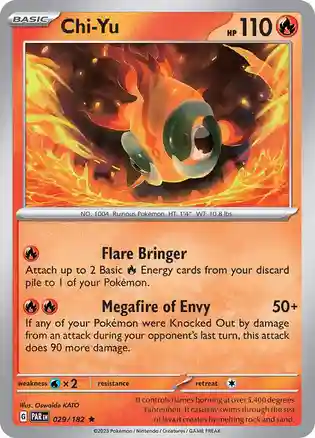 BASIC
Chi-Yu
HP 110
NO. 1004 Ruinous Pokémon HT: 1'4" WT: 10.8 lbs
Flare Bringer
Attach up to 2 Basic Energy cards from your discard
pile to 1 of your Pokémon.
Megafire of Envy 50+
If any of your Pokémon were Knocked Out by damage
from an attack during your opponent's last turn, this attack
does 90 more damage.
weakness ×2 resistance retreat
Illus. Oswaldo KATO
G PAR EN 029/182 ★
It controls flames burning at over 5,400 degrees
Fahrenheit. It casually swims through the sea of
lava it creates by melting rock and sand.
©2023 Pokémon / Nintendo / Creatures / GAME FREAK